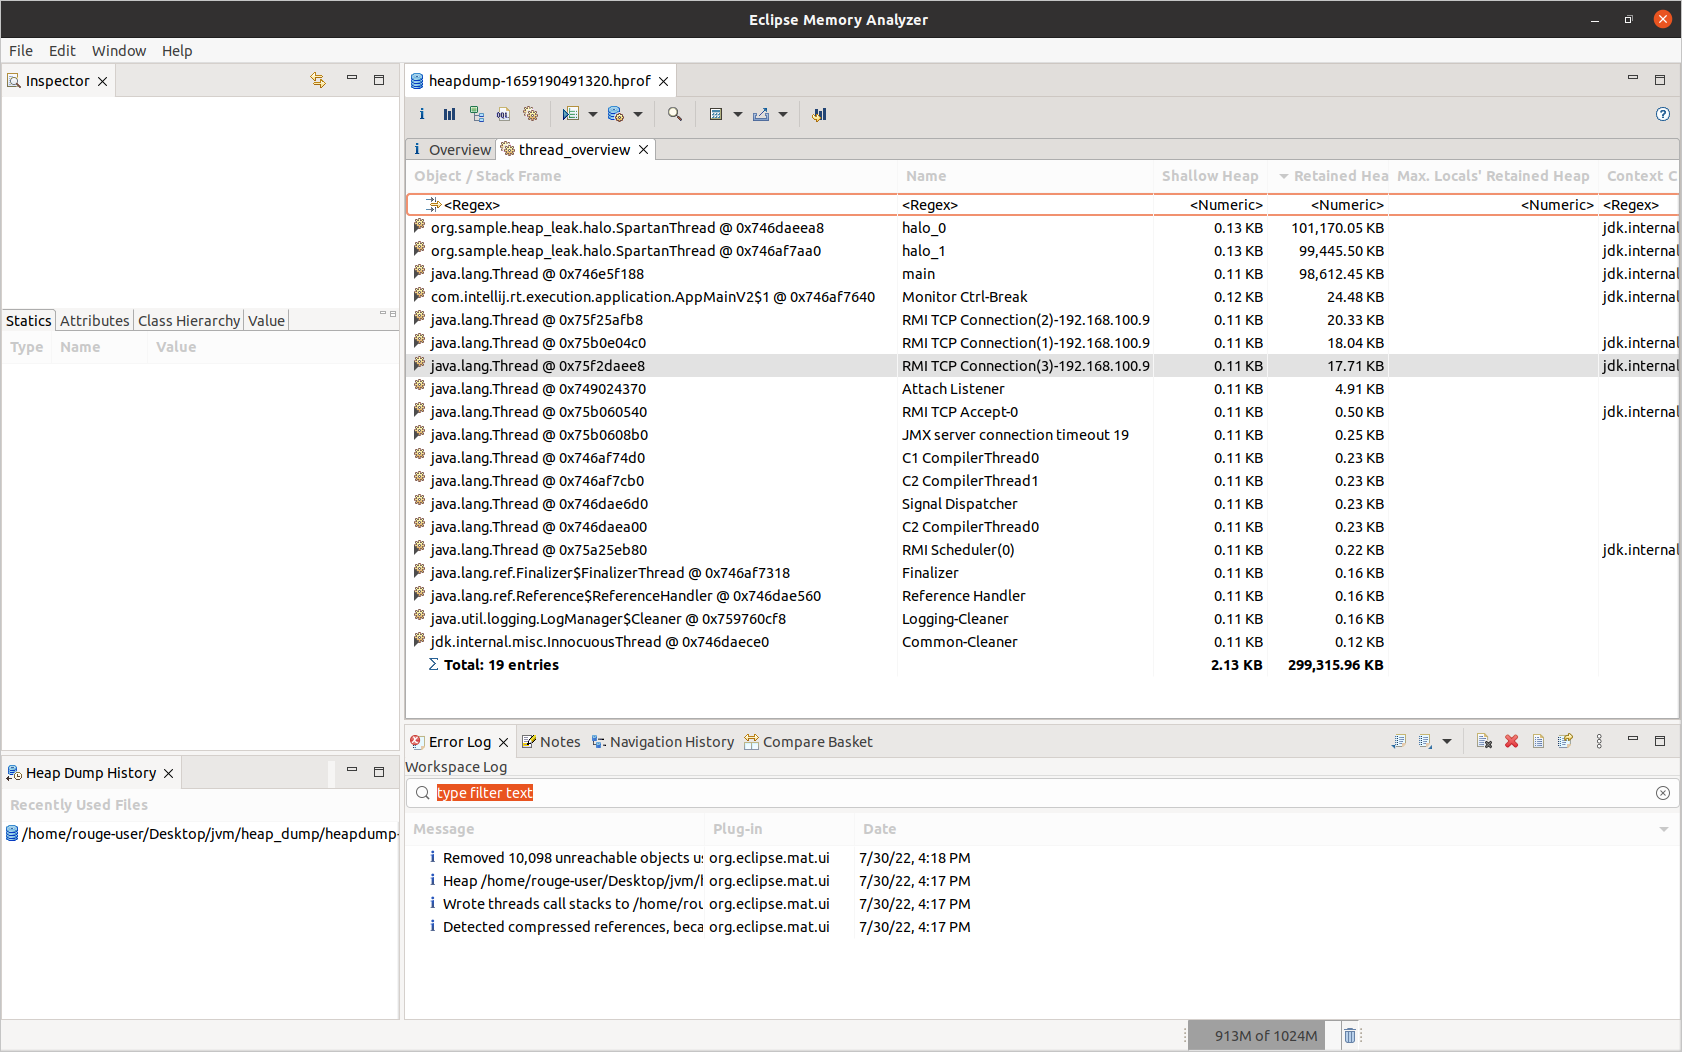 Eclipse Memory Analyzer
File Edit Window Help
Inspector
Statics Attributes Class Hierarchy Value
Type Name Value
Heap Dump History
Recently Used Files
/home/rouge-user/Desktop/jvm/heap_dump/heapdump-
heapdump-1659190491320.hprof
OQL
i Overview thread_overview
Object / Stack Frame Name Shallow Heap Retained Hea Max. Locals' Retained Heap Context C
<Regex> <Regex> <Numeric> <Numeric> <Numeric> <Regex>
org.sample.heap_leak.halo.SpartanThread @ 0x746daeea8 halo_0 0.13 KB 101,170.05 KB jdk.internal
org.sample.heap_leak.halo.SpartanThread @ 0x746af7aa0 halo_1 0.13 KB 99,445.50 KB jdk.internal
java.lang.Thread @ 0x746e5f188 main 0.11 KB 98,612.45 KB jdk.internal
com.intellij.rt.execution.application.AppMainV2$1 @ 0x746af7640 Monitor Ctrl-Break 0.12 KB 24.48 KB jdk.internal
java.lang.Thread @ 0x75f25afb8 RMI TCP Connection(2)-192.168.100.9 0.11 KB 20.33 KB
java.lang.Thread @ 0x75b0e04c0 RMI TCP Connection(1)-192.168.100.9 0.11 KB 18.04 KB jdk.internal
java.lang.Thread @ 0x75f2daee8 RMI TCP Connection(3)-192.168.100.9 0.11 KB 17.71 KB jdk.internal
java.lang.Thread @ 0x749024370 Attach Listener 0.11 KB 4.91 KB
java.lang.Thread @ 0x75b060540 RMI TCP Accept-0 0.11 KB 0.50 KB jdk.internal
java.lang.Thread @ 0x75b0608b0 JMX server connection timeout 19 0.11 KB 0.25 KB
java.lang.Thread @ 0x746af74d0 C1 CompilerThread0 0.11 KB 0.23 KB
java.lang.Thread @ 0x746af7cb0 C2 CompilerThread1 0.11 KB 0.23 KB
java.lang.Thread @ 0x746dae6d0 Signal Dispatcher 0.11 KB 0.23 KB
java.lang.Thread @ 0x746daea00 C2 CompilerThread0 0.11 KB 0.23 KB
java.lang.Thread @ 0x75a25eb80 RMI Scheduler(0) 0.11 KB 0.22 KB jdk.internal
java.lang.ref.Finalizer$FinalizerThread @ 0x746af7318 Finalizer 0.11 KB 0.16 KB
java.lang.ref.Reference$ReferenceHandler @ 0x746dae560 Reference Handler 0.11 KB 0.16 KB
java.util.logging.LogManager$Cleaner @ 0x759760cf8 Logging-Cleaner 0.11 KB 0.16 KB
jdk.internal.misc.InnocuousThread @ 0x746daece0 Common-Cleaner 0.11 KB 0.12 KB
Σ Total: 19 entries 2.13 KB 299,315.96 KB
Error Log Notes Navigation History Compare Basket
Workspace Log
type filter text
Message Plug-in Date
i Removed 10,098 unreachable objects us org.eclipse.mat.ui 7/30/22, 4:18 PM
i Heap /home/rouge-user/Desktop/jvm/h org.eclipse.mat.ui 7/30/22, 4:17 PM
i Wrote threads call stacks to /home/rou org.eclipse.mat.ui 7/30/22, 4:17 PM
i Detected compressed references, beca org.eclipse.mat.ui 7/30/22, 4:17 PM
913M of 1024M